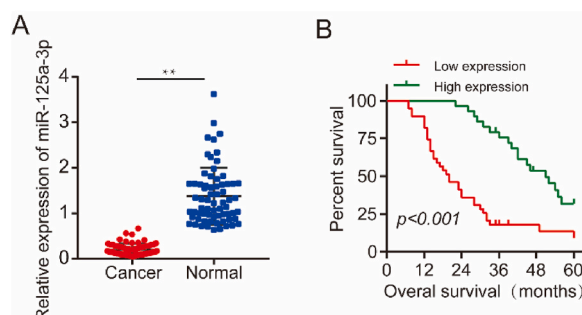 A
Relative expression of miR-125a-3p
**
4
3
2
1
0
Cancer
Normal
B
Low expression
High expression
Percent survival
100
75
50
25
0
p<0.001
0
12
24
36
48
60
Overal survival (months)